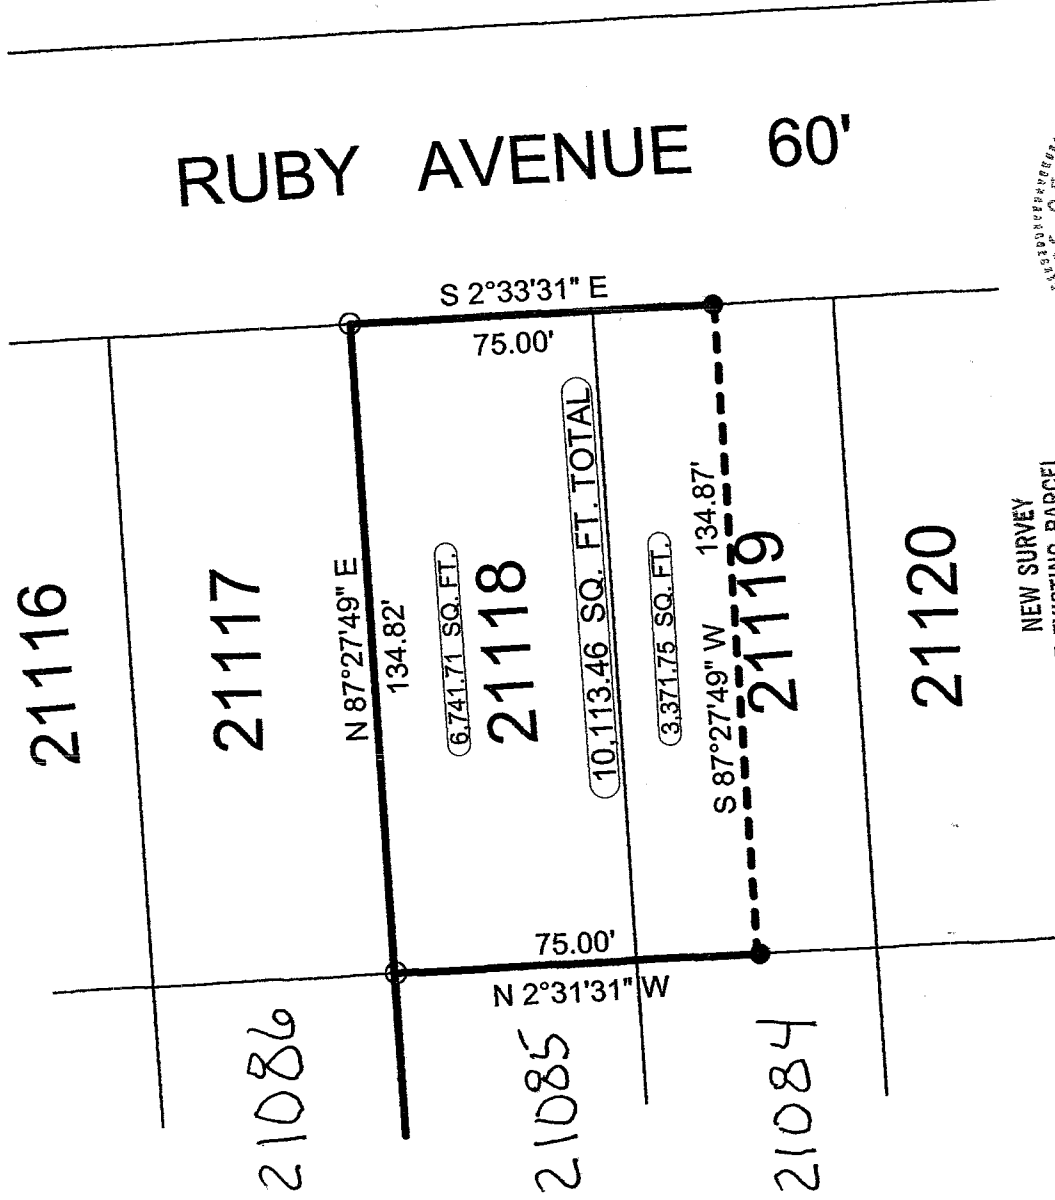 RUBY AVENUE 60'
S 2°33'31" E
75.00'
N 87°27'49" E
134.82'
6,741.71 SQ. FT.
10,113.46 SQ. FT. TOTAL
3,371.75 SQ. FT.
S 87°27'49" W 134.87'
21116
21117
21118
21119
21120
75.00'
N 2°31'31" W
21086
21085
21084
NEW SURVEY